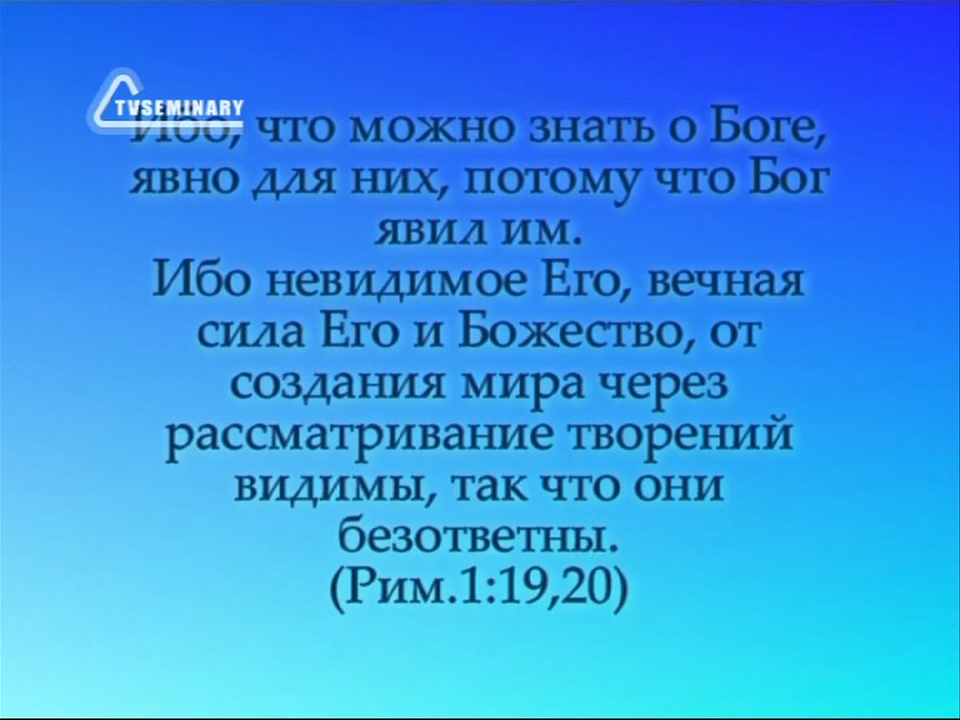 TVSEMINARY
Ибо, что можно знать о Боге,
явно для них, потому что Бог
явил им.
Ибо невидимое Его, вечная
сила Его и Божество, от
создания мира через
рассматривание творений
видимы, так что они
безответны.
(Рим.1:19,20)